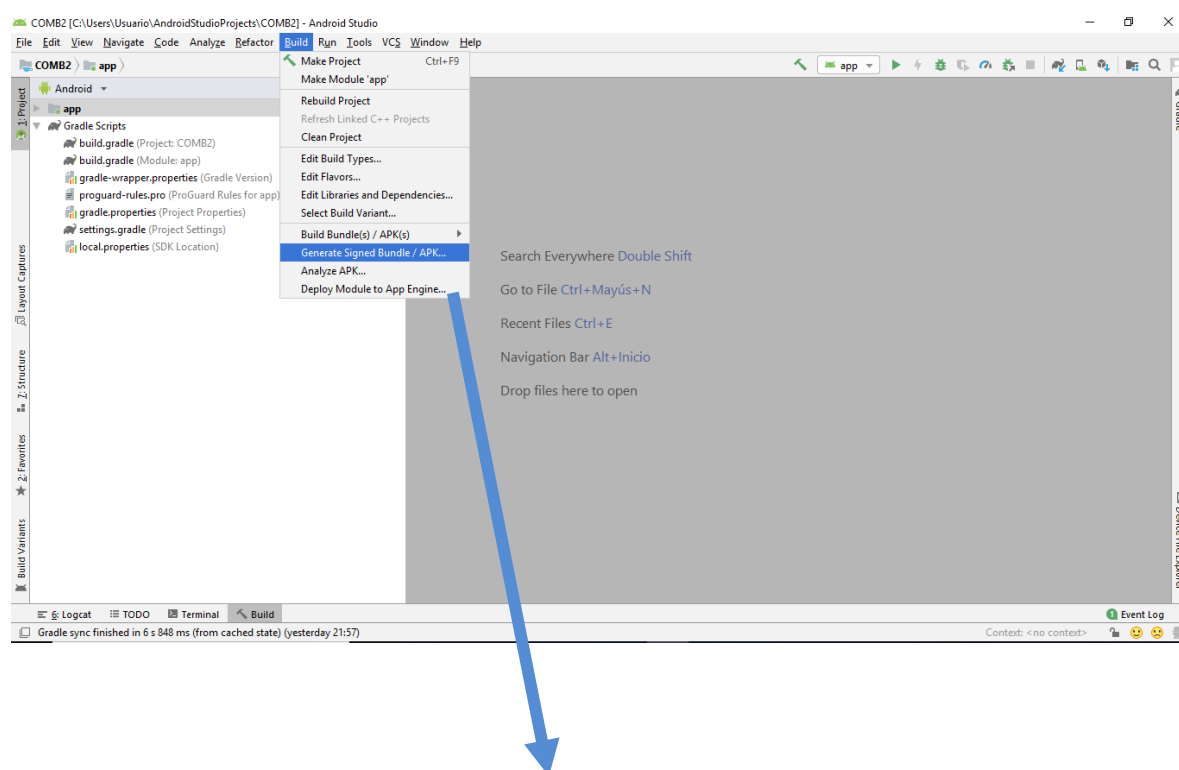 COMB2 [C:\Users\Usuario\AndroidStudioProjects\COMB2] - Android Studio
File Edit View Navigate Code Analyze Refactor Build Run Tools VCS Window Help
COMB2 app
app
Android
1: Project
app
Gradle Scripts
build.gradle (Project: COMB2)
build.gradle (Module: app)
gradle-wrapper.properties (Gradle Version)
proguard-rules.pro (ProGuard Rules for app)
gradle.properties (Project Properties)
settings.gradle (Project Settings)
local.properties (SDK Location)
Make Project Ctrl+F9
Make Module 'app'
Rebuild Project
Refresh Linked C++ Projects
Clean Project
Edit Build Types...
Edit Flavors...
Edit Libraries and Dependencies...
Select Build Variant...
Build Bundle(s) / APK(s)
Generate Signed Bundle / APK...
Analyze APK...
Deploy Module to App Engine...
Search Everywhere Double Shift
Go to File Ctrl+Mayús+N
Recent Files Ctrl+E
Navigation Bar Alt+Inicio
Drop files here to open
Layout Captures
Z: Structure
2: Favorites
Build Variants
Gradle
Device File Explorer
6: Logcat TODO Terminal Build
1 Event Log
Gradle sync finished in 6 s 848 ms (from cached state) (yesterday 21:57)
Context: <no context>